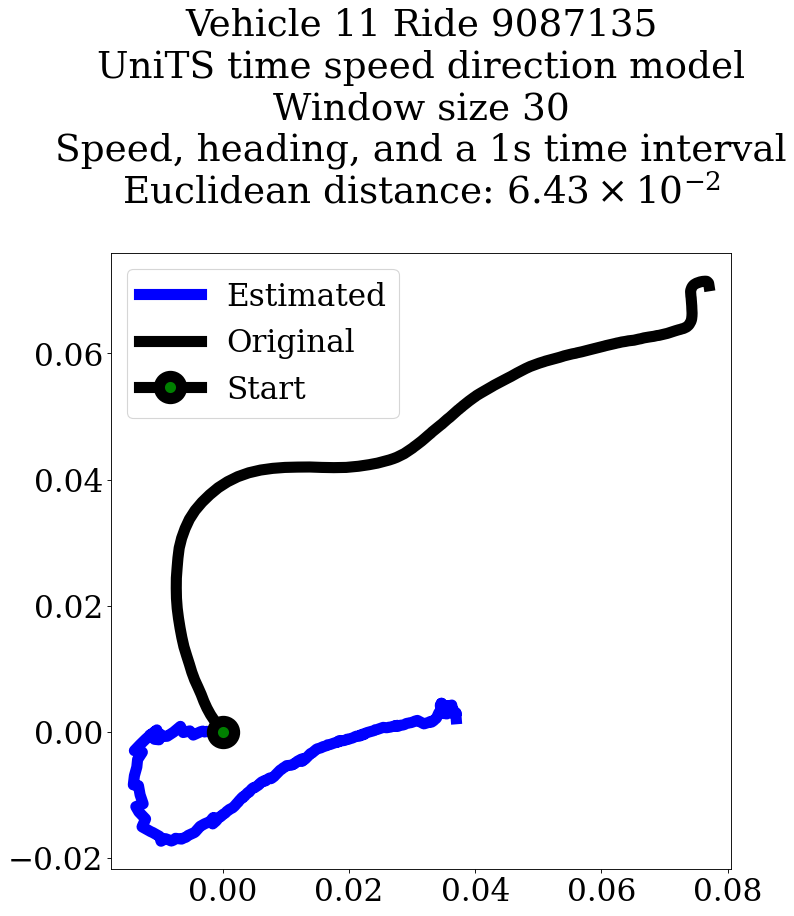 Vehicle 11 Ride 9087135
UniTS time speed direction model
Window size 30
Speed, heading, and a 1s time interval
Euclidean distance: 6.43 × 10⁻²
Estimated
Original
Start
0.06
0.04
0.02
0.00
−0.02
0.00 0.02 0.04 0.06 0.08